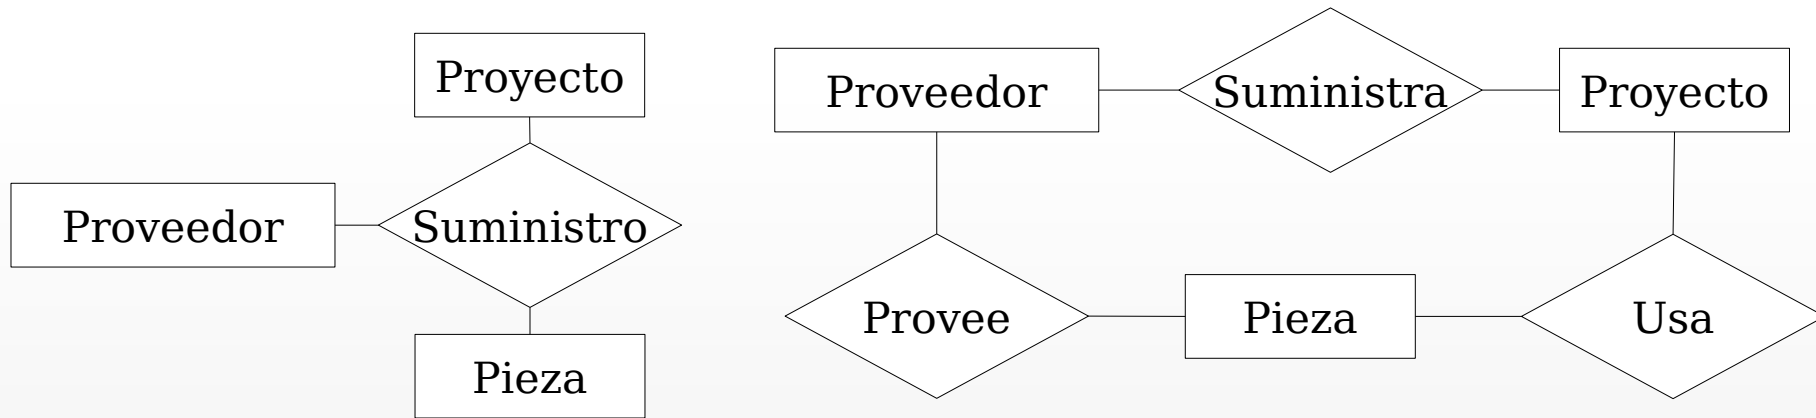 Proyecto
Proveedor
Suministro
Pieza
Proveedor
Suministra
Proyecto
Provee
Pieza
Usa